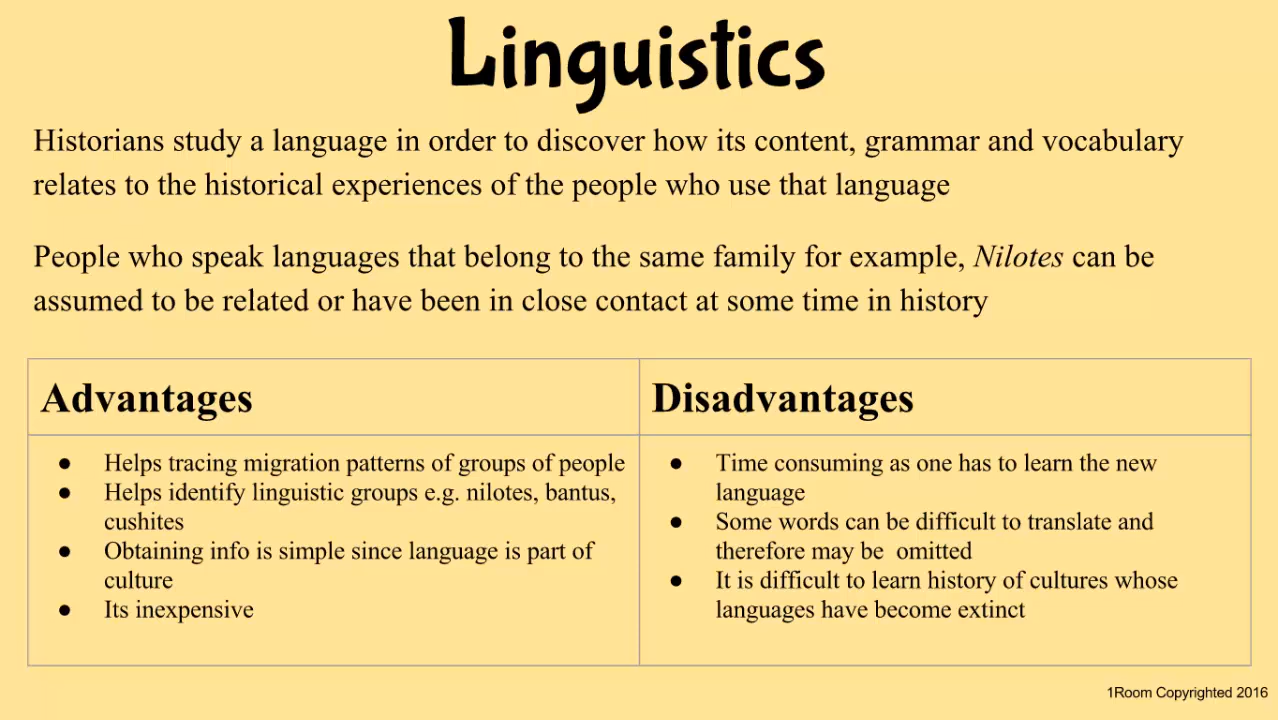 Linguistics
Historians study a language in order to discover how its content, grammar and vocabulary
relates to the historical experiences of the people who use that language
People who speak languages that belong to the same family for example, Nilotes can be
assumed to be related or have been in close contact at some time in history
Advantages
● Helps tracing migration patterns of groups of people
● Helps identify linguistic groups e.g. nilotes, bantus,
cushites
● Obtaining info is simple since language is part of
culture
● Its inexpensive
Disadvantages
● Time consuming as one has to learn the new
language
● Some words can be difficult to translate and
therefore may be omitted
● It is difficult to learn history of cultures whose
languages have become extinct
1Room Copyrighted 2016